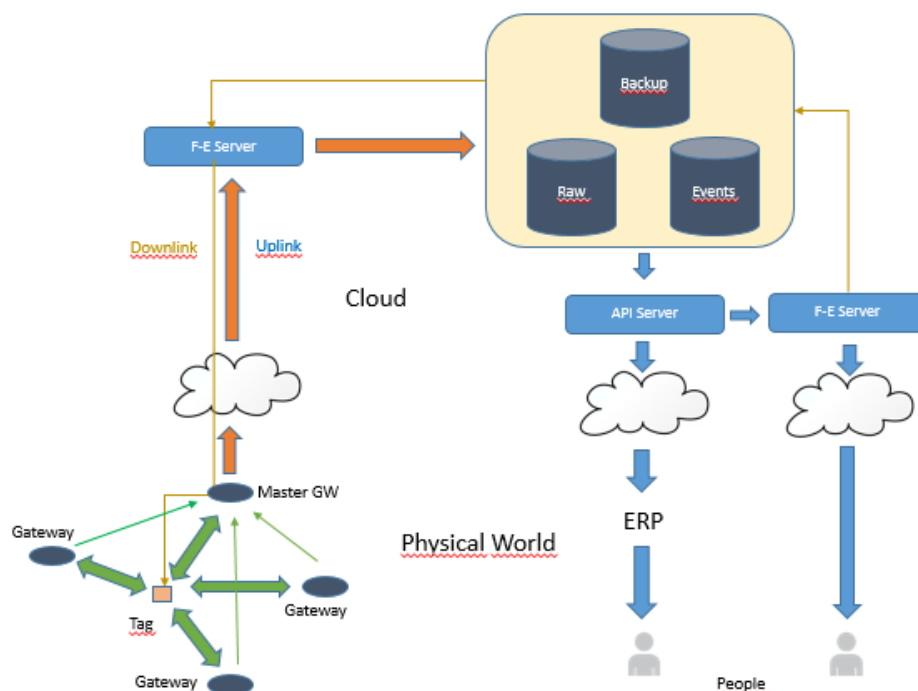 Backup
F-E Server
Raw
Events
Downlink
Uplink
Cloud
API Server
F-E Server
Master GW
Gateway
ERP
Physical World
Gateway
Tag
Gateway
People